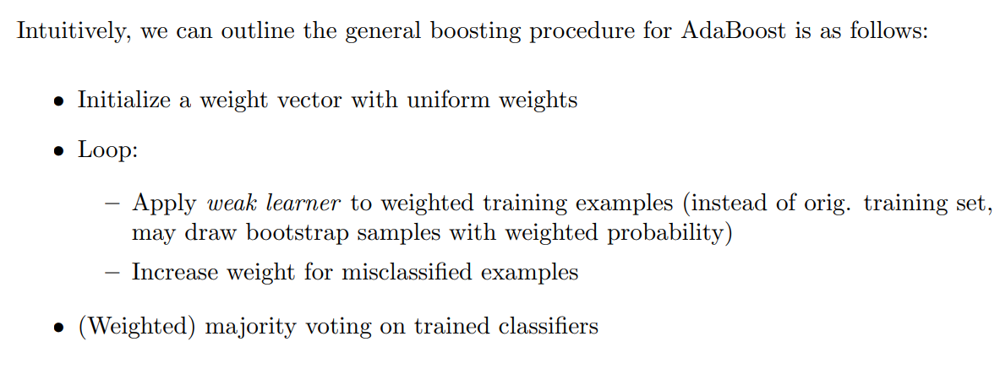 Intuitively, we can outline the general boosting procedure for AdaBoost is as follows:
• Initialize a weight vector with uniform weights
• Loop:
– Apply weak learner to weighted training examples (instead of orig. training set,
may draw bootstrap samples with weighted probability)
– Increase weight for misclassified examples
• (Weighted) majority voting on trained classifiers